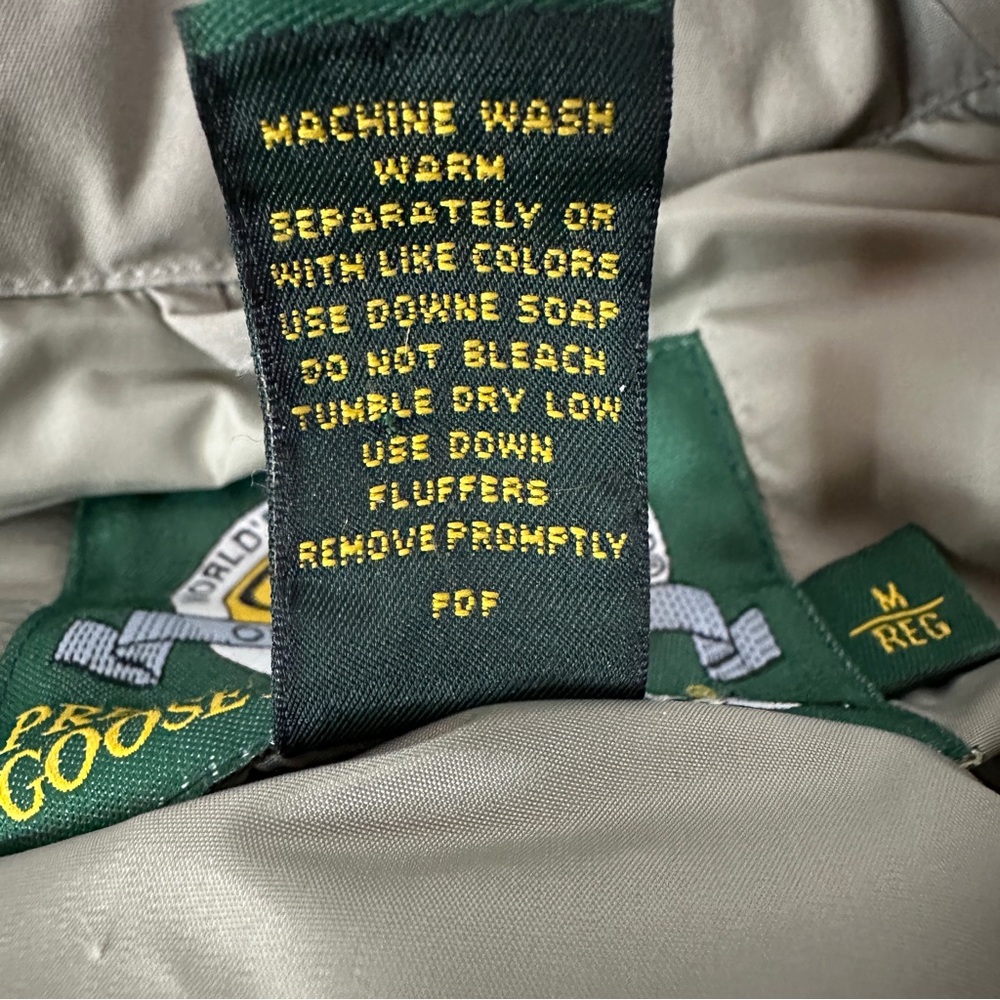 MACHINE WASH
WARM
SEPARATELY OR
WITH LIKE COLORS
USE DOWNE SOAP
DO NOT BLEACH
TUMPLE DRY LOW
USE DOWN
FLUFFERS
REMOVE PROMPTLY
PDF
M
REG
GOOSE